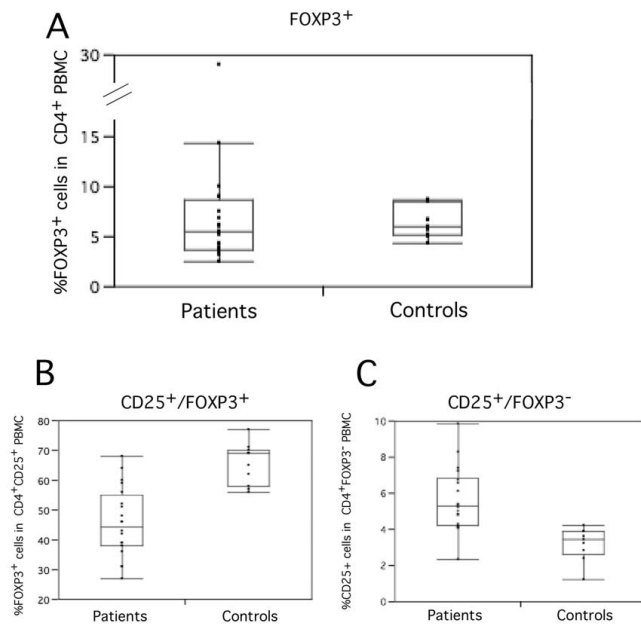 A
FOXP3⁺
%FOXP3⁺ cells in CD4⁺ PBMC
30
15
10
5
0
Patients
Controls
B
CD25⁺/FOXP3⁺
%FOXP3⁺ cells in CD4⁺CD25⁺ PBMC
80
70
60
50
40
30
20
Patients
Controls
C
CD25⁺/FOXP3⁻
%CD25+ cells in CD4⁺FOXP3⁻ PBMC
10
8
6
4
2
0
Patients
Controls